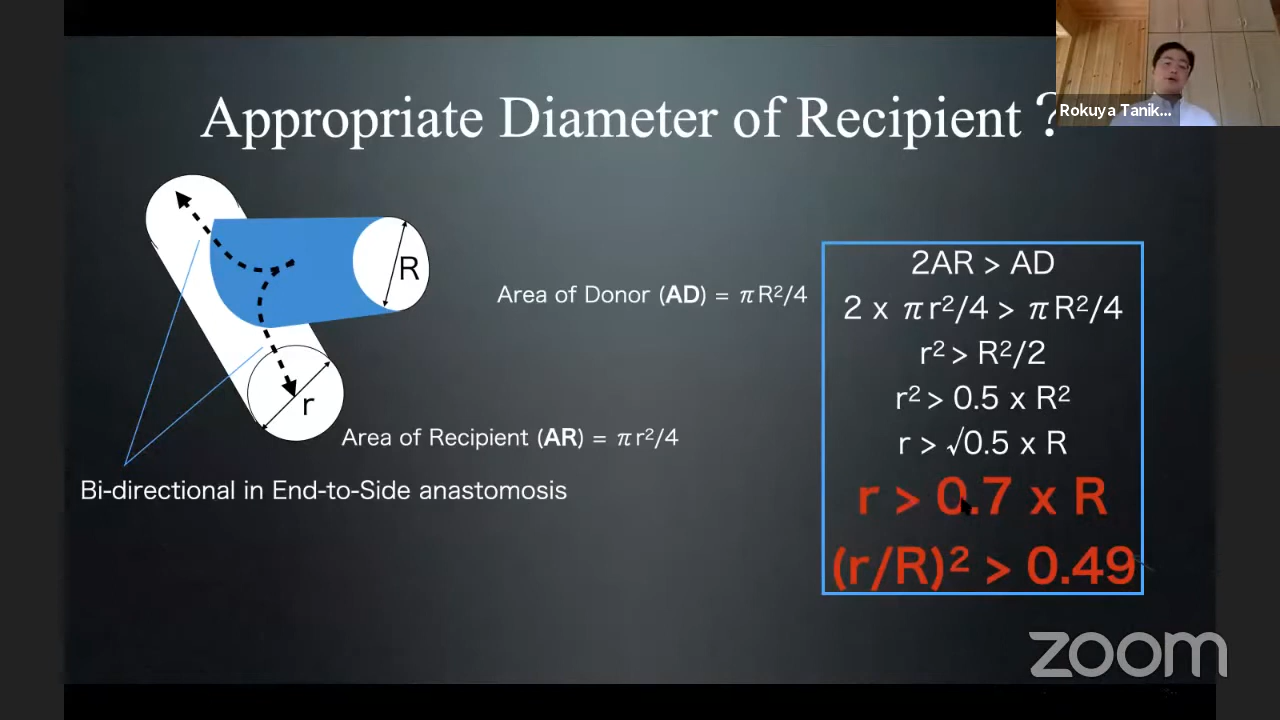 Appropriate Diameter of Recipient ?
Rokuya Tanik...
R
Area of Donor (AD) = πR²/4
r
Area of Recipient (AR) = πr²/4
Bi-directional in End-to-Side anastomosis
2AR > AD
2 x πr²/4 > πR²/4
r² > R²/2
r² > 0.5 x R²
r > √0.5 x R
r > 0.7 x R
(r/R)² > 0.49
zoom